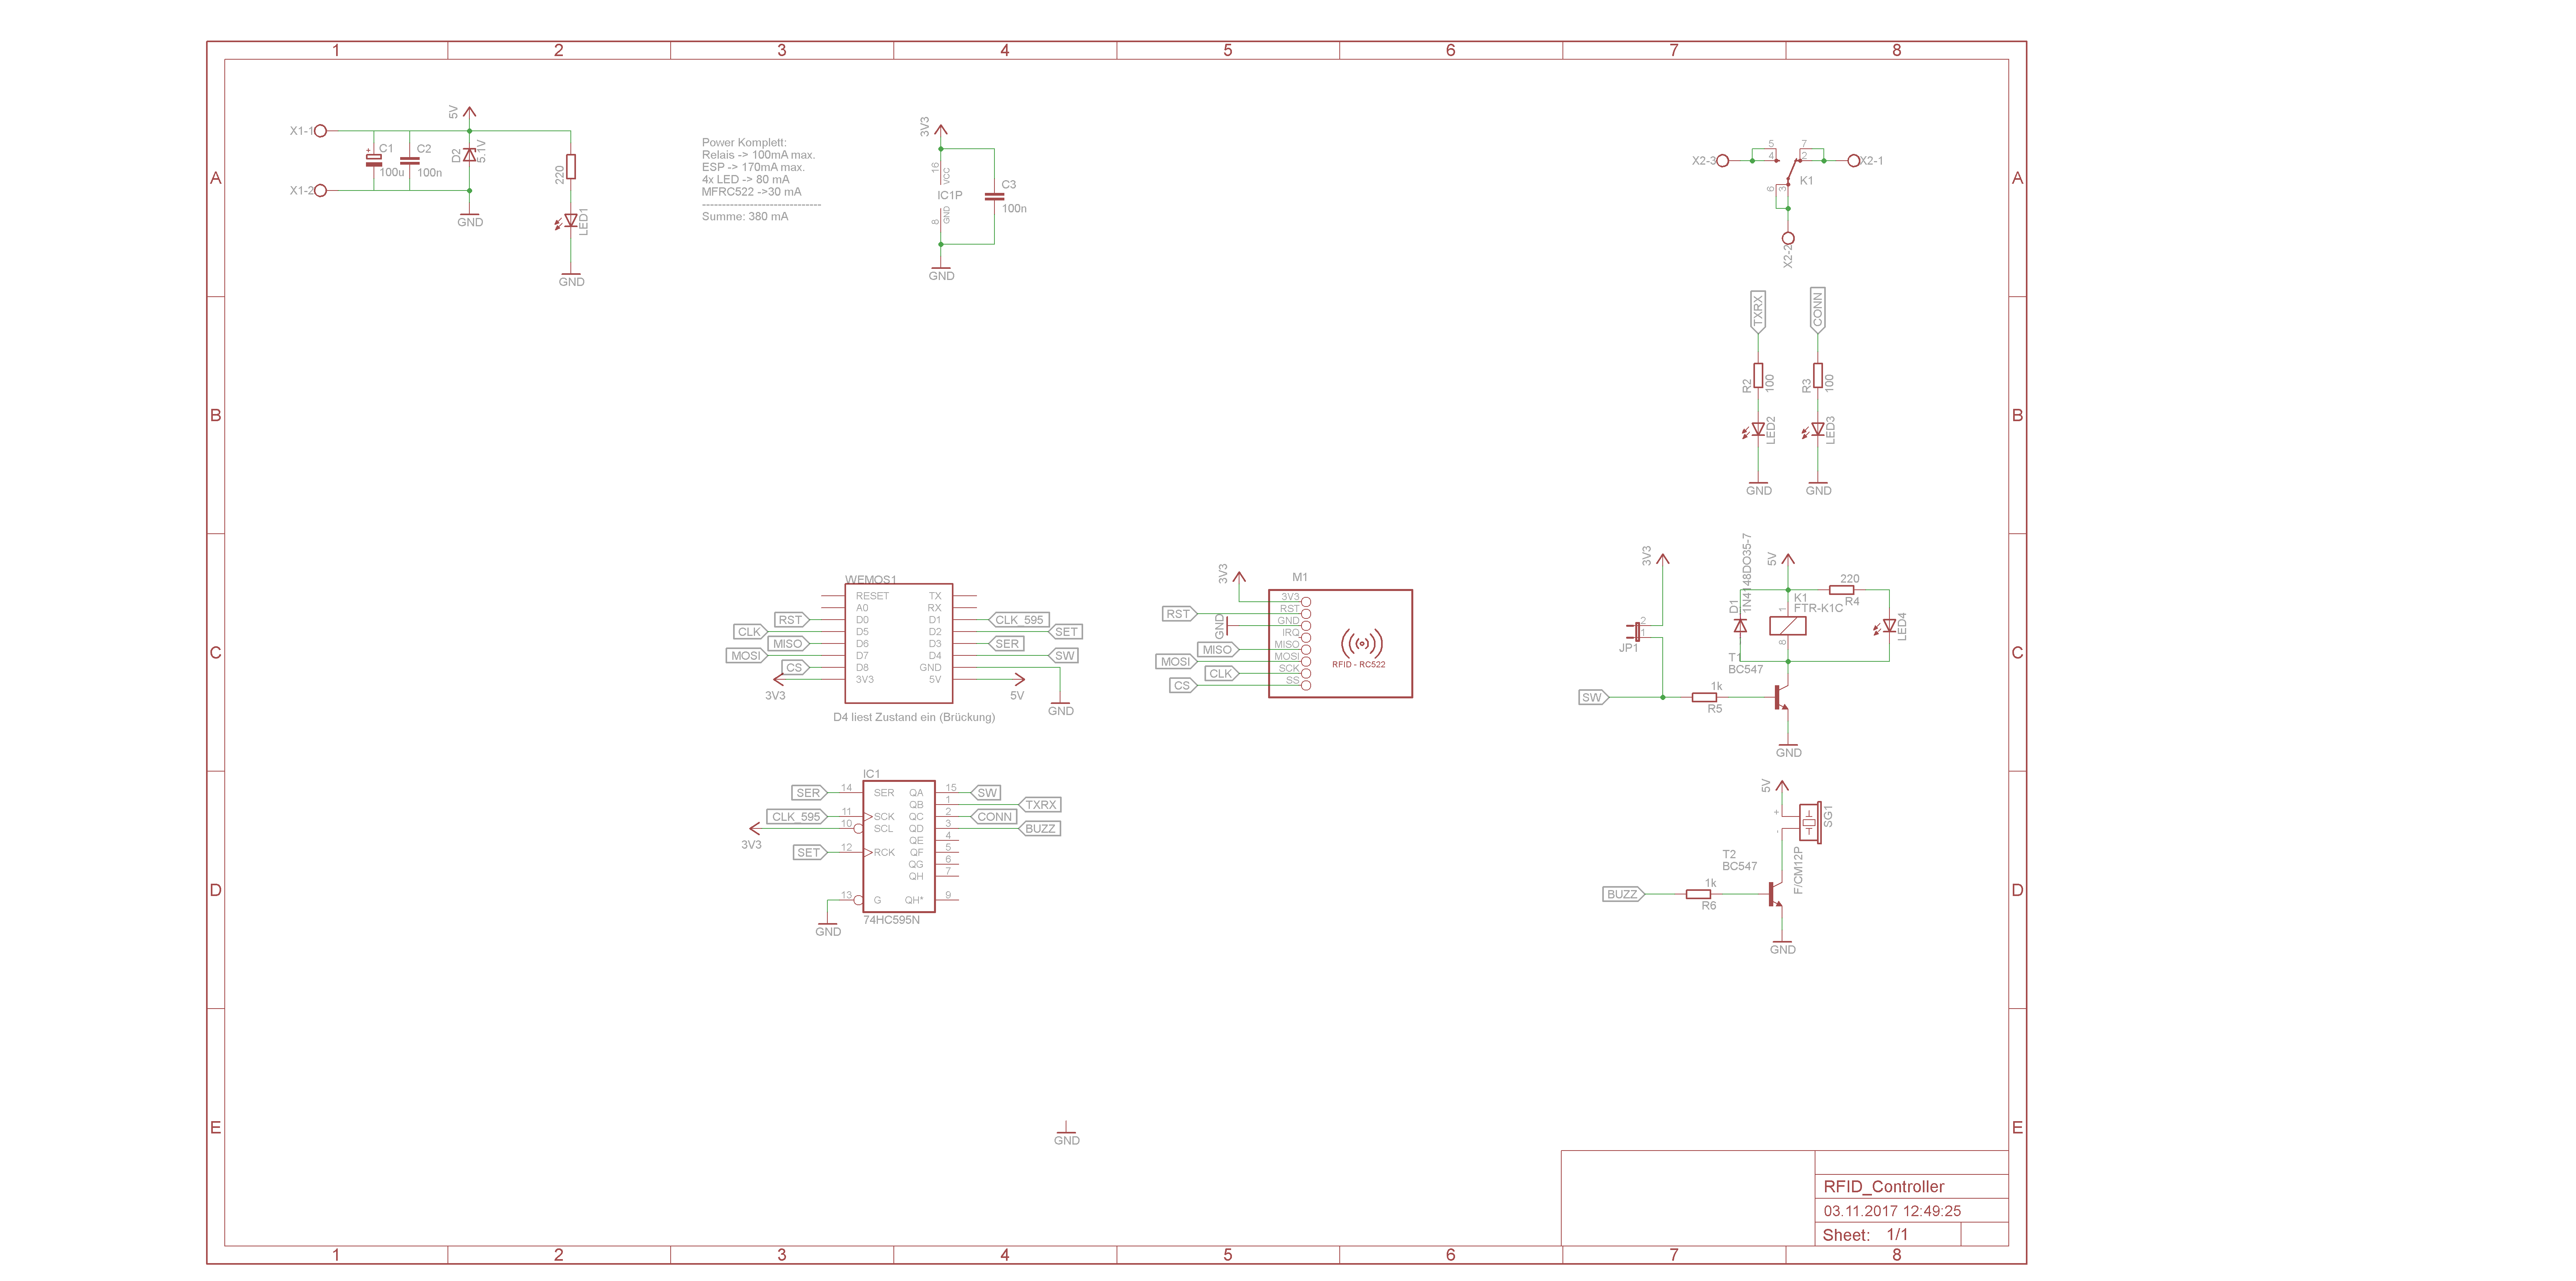 1 2 3 4 5 6 7 8
A
B
C
D
E
A
B
C
D
E
X1-1
X1-2
C1
100u
C2
100n
5V
D2
5.1V
GND
220
LED1
GND
Power Komplett:
Relais -> 100mA max.
ESP -> 170mA max.
4x LED -> 80 mA
MFRC522 ->30 mA
------------------------------
Summe: 380 mA
3V3
16
VCC
IC1P
8
GND
C3
100n
GND
X2-3
5
4
7
2
X2-1
6
3
K1
X2-2
TXRX
CONN
R2
100
R3
100
LED2
LED3
GND
GND
WEMOS1
RESET TX
A0 RX
RST D0 D1 CLK_595
CLK D5 D2 SET
MISO D6 D3 SER
MOSI D7 D4 SW
CS D8 GND
3V3 5V
3V3
5V
GND
D4 liest Zustand ein (Brückung)
3V3
M1
3V3
RST RST
GND GND
IRQ
MISO MISO
MOSI MOSI
CLK SCK
CS SS
RFID - RC522
3V3
2
1
JP1
SW
1k
R5
D1
1N4148DO35-7
5V
1
K1
FTR-K1C
8
220
R4
LED4
T1
BC547
GND
IC1
SER 14 SER QA 15 SW
QB 1 TXRX
CLK_595 11 SCK QC 2 CONN
10 SCL QD 3 BUZZ
3V3
QE 4
SET 12 RCK QF 5
QG 6
QH 7
13 G QH* 9
GND
74HC595N
5V
+
-
SG1
F/CM12P
T2
BC547
BUZZ
1k
R6
GND
GND
RFID_Controller
03.11.2017 12:49:25
Sheet: 1/1
1 2 3 4 5 6 7 8